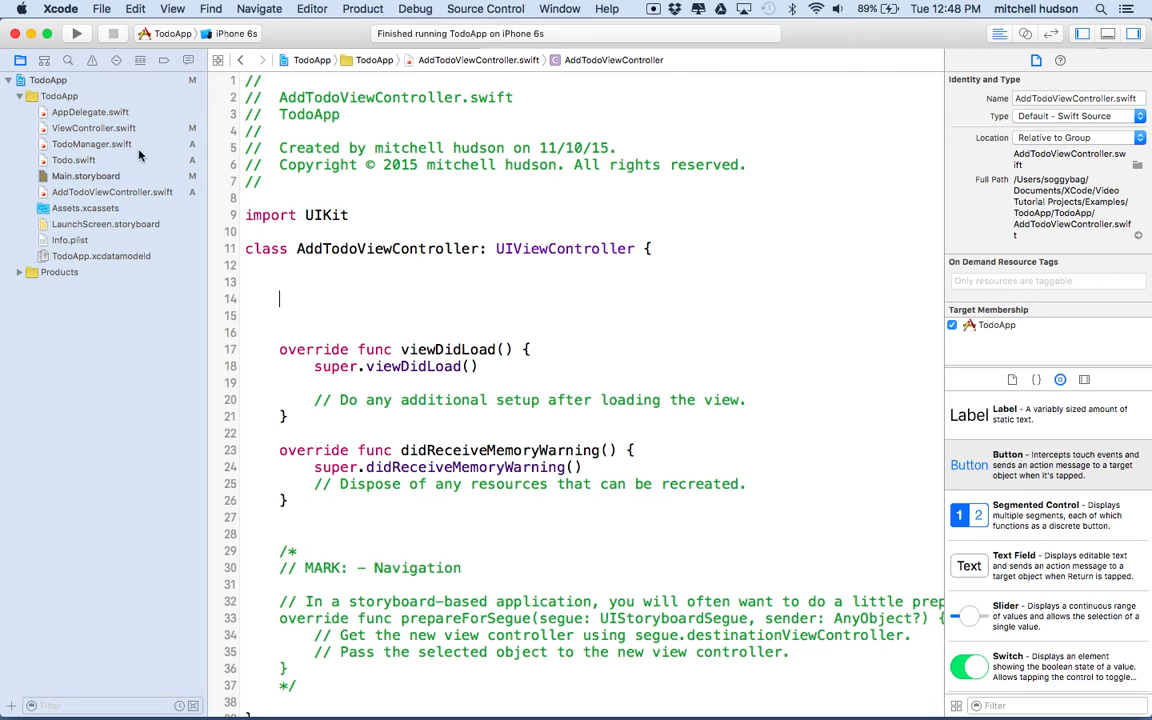 Xcode File Edit View Find Navigate Editor Product Debug Source Control Window Help 89% Tue 12:48 PM mitchell hudson
TodoApp iPhone 6s Finished running TodoApp on iPhone 6s
TodoApp TodoApp AddTodoViewController.swift C AddTodoViewController
TodoApp M
TodoApp
AppDelegate.swift
ViewController.swift M
TodoManager.swift A
Todo.swift A
Main.storyboard M
AddTodoViewController.swift A
Assets.xcassets
LaunchScreen.storyboard
Info.plist
TodoApp.xcdatamodeld
Products
Filter
1 //
2 // AddTodoViewController.swift
3 // TodoApp
4 //
5 // Created by mitchell hudson on 11/10/15.
6 // Copyright © 2015 mitchell hudson. All rights reserved.
7 //
8
9 import UIKit
10
11 class AddTodoViewController: UIViewController {
12
13
14
15
16
17 override func viewDidLoad() {
18 super.viewDidLoad()
19
20 // Do any additional setup after loading the view.
21 }
22
23 override func didReceiveMemoryWarning() {
24 super.didReceiveMemoryWarning()
25 // Dispose of any resources that can be recreated.
26 }
27
28
29 /*
30 // MARK: - Navigation
31
32 // In a storyboard-based application, you will often want to do a little prep
33 override func prepareForSegue(segue: UIStoryboardSegue, sender: AnyObject?) {
34 // Get the new view controller using segue.destinationViewController.
35 // Pass the selected object to the new view controller.
36 }
37 */
38
Identity and Type
Name AddTodoViewController.swift
Type Default - Swift Source
Location Relative to Group
AddTodoViewController.sw
ift
Full Path /Users/soggybag/
Documents/XCode/Video
Tutorial Projects/Examples/
TodoApp/TodoApp/
AddTodoViewController.swif
t
On Demand Resource Tags
Only resources are taggable
Target Membership
TodoApp
Label Label - A variably sized amount of
static text.
Button Button - Intercepts touch events and
sends an action message to a target
object when it's tapped.
1 2 Segmented Control - Displays
multiple segments, each of which
functions as a discrete button.
Text Text Field - Displays editable text
and sends an action message to a
target object when Return is tapped.
Slider - Displays a continuous range
of values and allows the selection of a
single value.
Switch - Displays an element
showing the boolean state of a value.
Allows tapping the control to toggle...
Filter